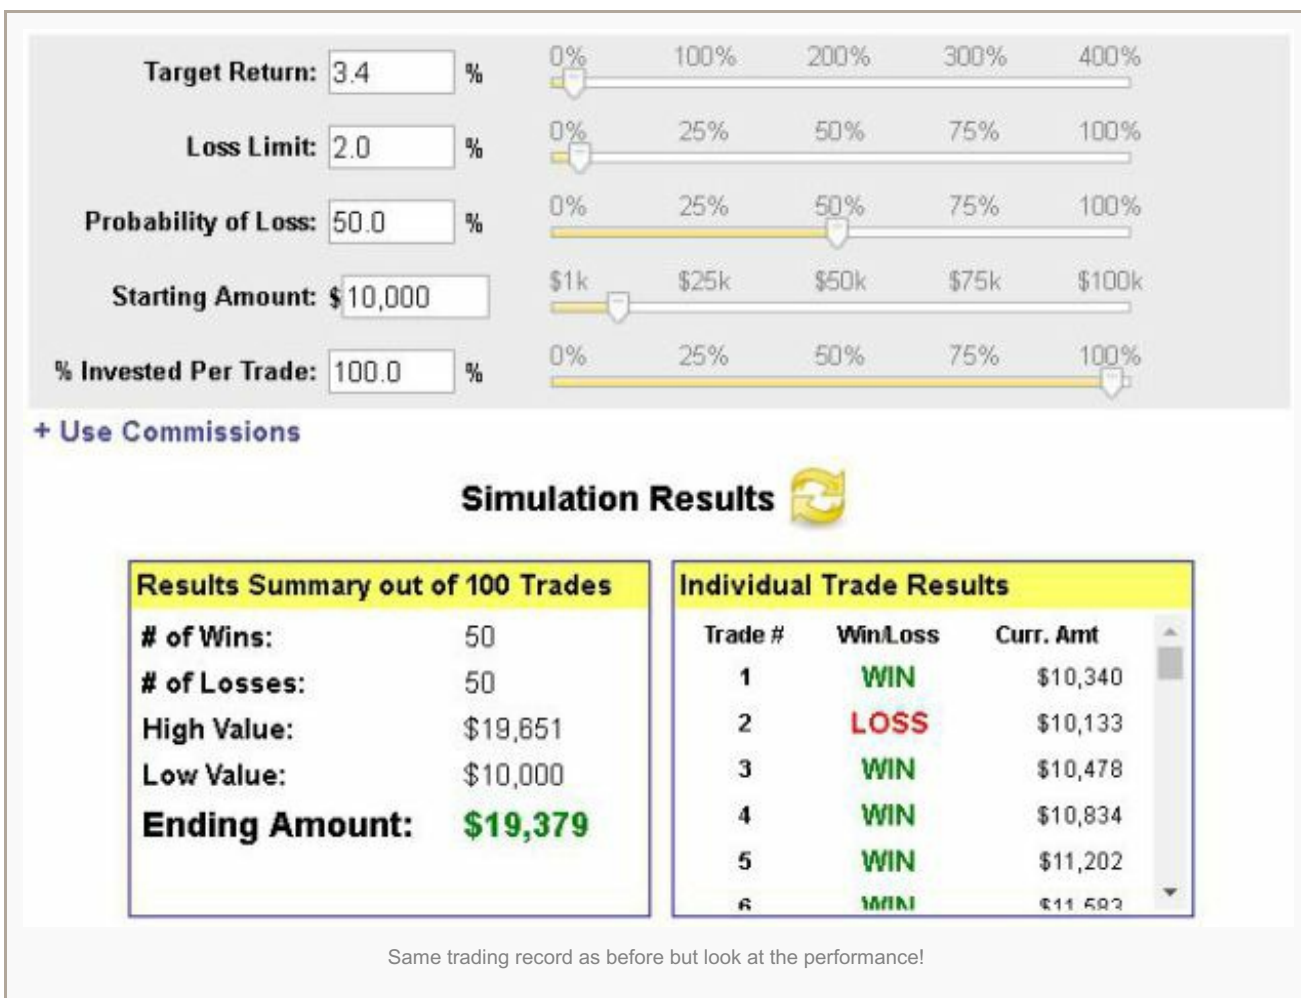 0% 100% 200% 300% 400%
Target Return: 3.4 %
0% 25% 50% 75% 100%
Loss Limit: 2.0 %
0% 25% 50% 75% 100%
Probability of Loss: 50.0 %
$1k $25k $50k $75k $100k
Starting Amount: $ 10,000
0% 25% 50% 75% 100%
% Invested Per Trade: 100.0 %
+ Use Commissions
Simulation Results
Results Summary out of 100 Trades
# of Wins: 50
# of Losses: 50
High Value: $19,651
Low Value: $10,000
Ending Amount: $19,379
Individual Trade Results
Trade # Win/Loss Curr. Amt
1 WIN $10,340
2 LOSS $10,133
3 WIN $10,478
4 WIN $10,834
5 WIN $11,202
6 WIN $11,583
Same trading record as before but look at the performance!